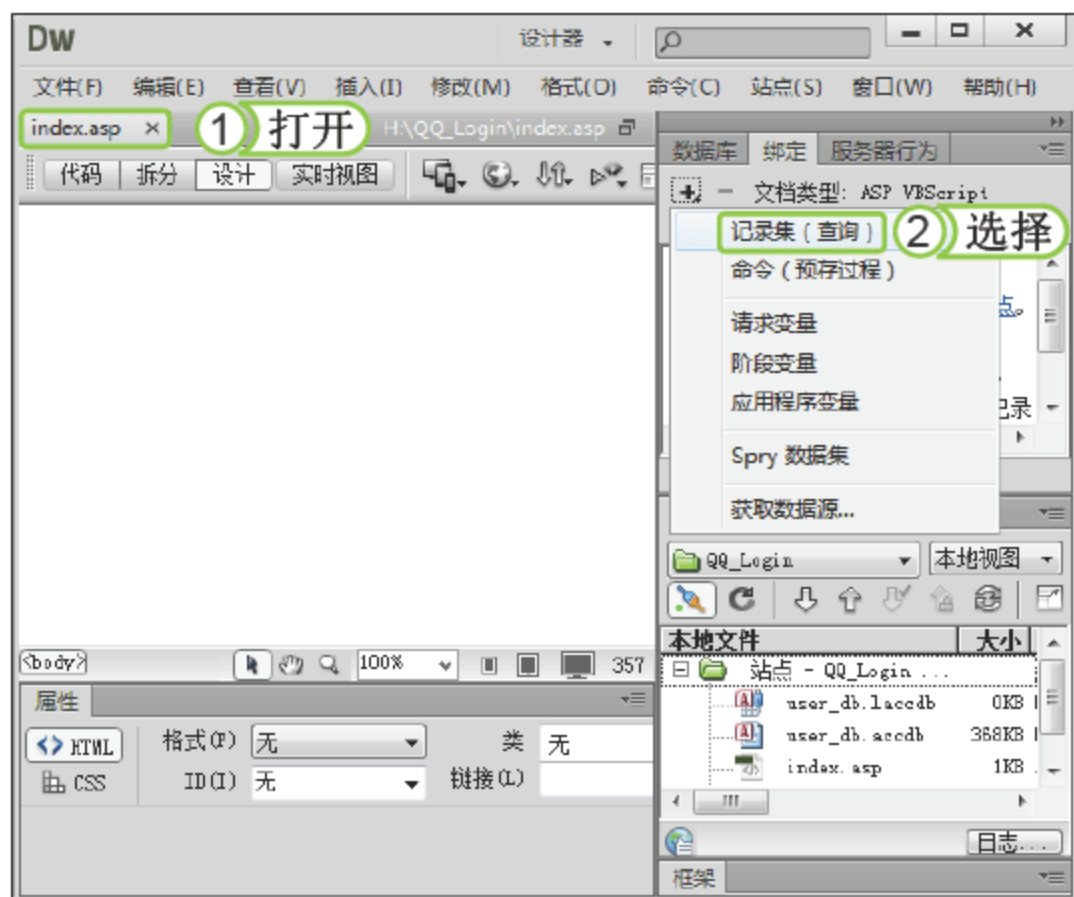 Dw 设计器
文件(F) 编辑(E) 查看(V) 插入(I) 修改(M) 格式(O) 命令(C) 站点(S) 窗口(W) 帮助(H)
index.asp × 1 打开 H:\QQ_Login\index.asp
代码 拆分 设计 实时视图
数据库 绑定 服务器行为
文档类型: ASP VBScript
记录集 ( 查询 ) 2 选择
命令 ( 预存过程 )
点。
请求变量
阶段变量
应用程序变量
记录
Spry 数据集
获取数据源...
QQ_Login 本地视图
本地文件 大小
站点 - QQ_Login ...
user_db.laccdb 0KB
user_db.accdb 368KB
index.asp 1KB
日志...
框架
<body> 100% 357
属性
<> HTML 格式(F) 无 类 无
CSS ID(I) 无 链接(L)